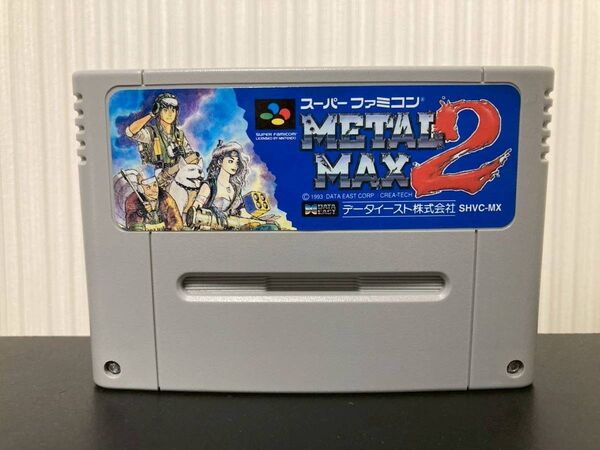 スーパーファミコン®
SUPER FAMICOM
LICENSED BY NINTENDO
METAL
MAX 2
© 1993 DATA EAST CORP. CREA-TECH
DATA
EAST
データイースト株式会社 SHVC-MX